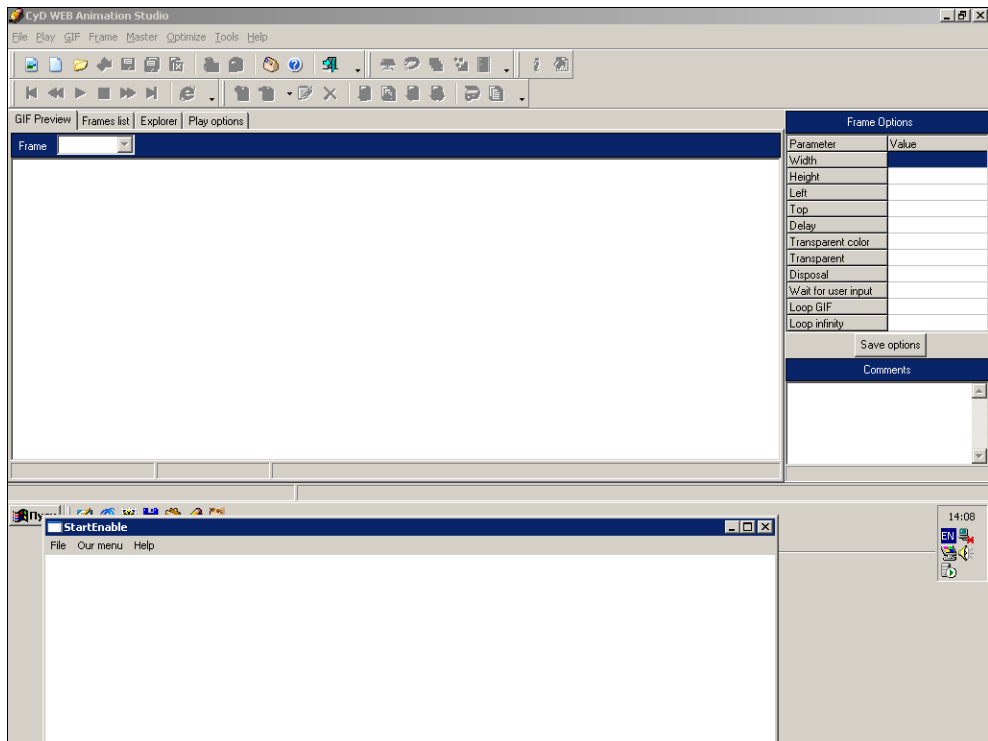 CyD WEB Animation Studio
File Play GIF Frame Master Optimize Tools Help
GIF Preview Frames list Explorer Play options
Frame
Frame Options
Parameter Value
Width
Height
Left
Top
Delay
Transparent color
Transparent
Disposal
Wait for user input
Loop GIF
Loop infinity
Save options
Comments
14:08
EN
StartEnable
File Our menu Help